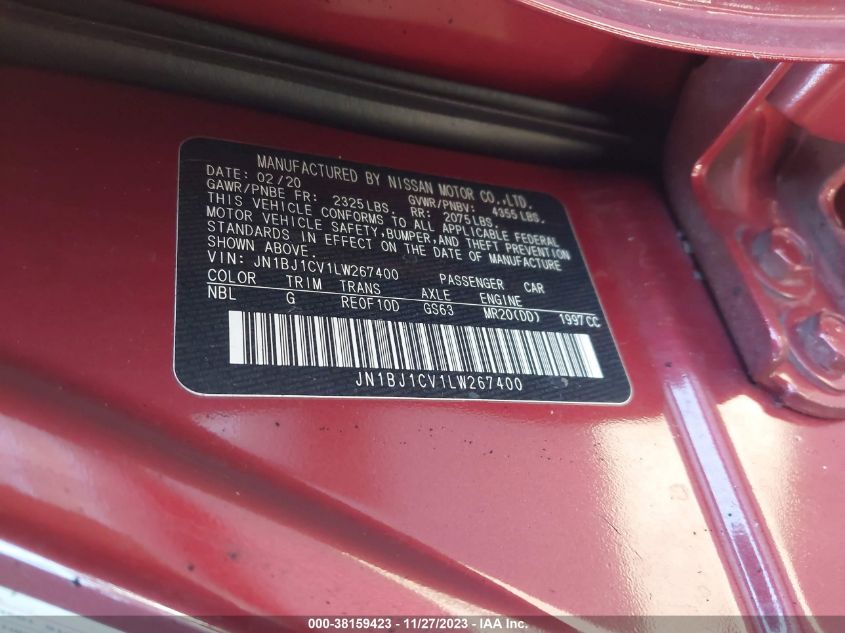 MANUFACTURED BY NISSAN MOTOR CO.,LTD.
DATE: 02/20 GVWR/PNBV: 4355LBS.
GAWR/PNBE FR: 2325LBS. RR: 2075LBS
THIS VEHICLE CONFORMS TO ALL APPLICABLE FEDERAL
MOTOR VEHICLE SAFETY,BUMPER,AND THEFT PREVENTION
STANDARDS IN EFFECT ON THE DATE OF MANUFACTURE
SHOWN ABOVE.
VIN: JN1BJ1CV1LW267400 PASSENGER CAR
COLOR TRIM TRANS AXLE ENGINE
NBL G RE0F10D GS63 MR20(DD) 1997CC
JN1BJ1CV1LW267400
000-38159423 - 11/27/2023 - IAA Inc.